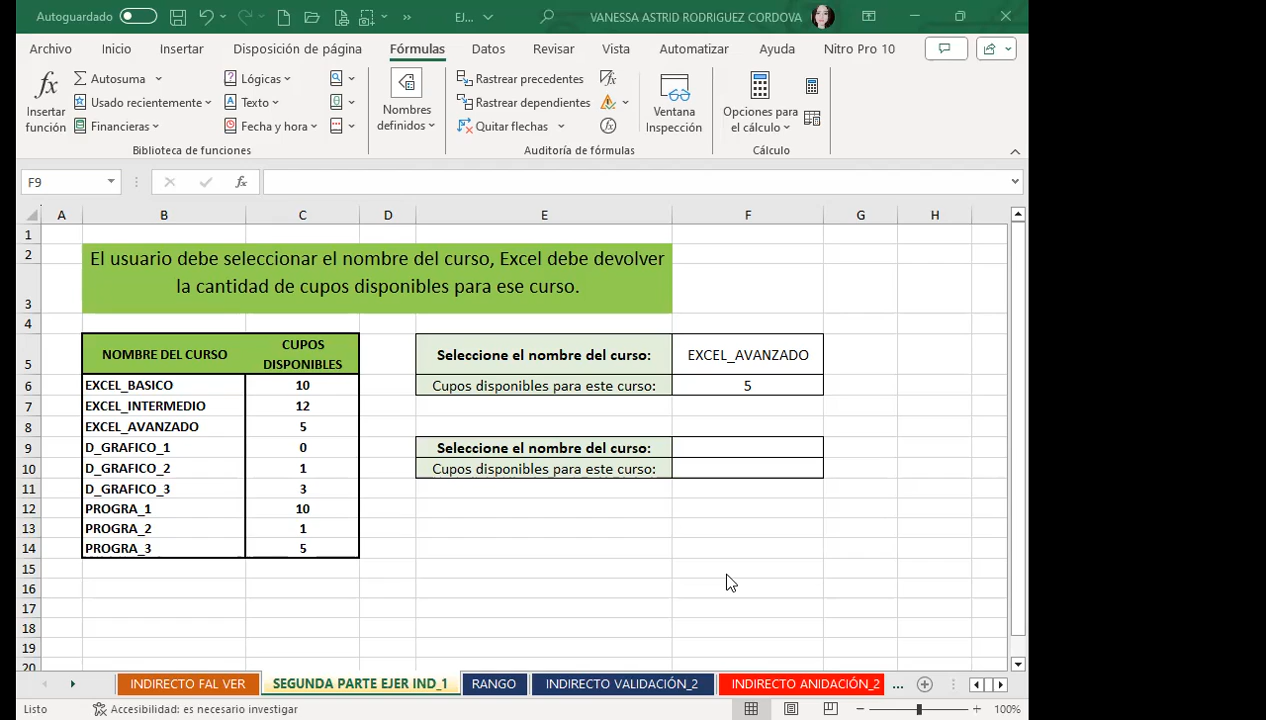 Autoguardado
EJ...
VANESSA ASTRID RODRIGUEZ CORDOVA
Archivo Inicio Insertar Disposición de página Fórmulas Datos Revisar Vista Automatizar Ayuda Nitro Pro 10
fx Insertar función
Autosuma
Usado recientemente
Financieras
Lógicas
Texto
Fecha y hora
Biblioteca de funciones
Nombres definidos
Rastrear precedentes
Rastrear dependientes
Quitar flechas
Ventana Inspección
Auditoría de fórmulas
Opciones para el cálculo
Cálculo
F9 fx
A B C D E F G H
1
2
3
4
5
6
7
8
9
10
11
12
13
14
15
16
17
18
19
20
El usuario debe seleccionar el nombre del curso, Excel debe devolver
la cantidad de cupos disponibles para ese curso.
NOMBRE DEL CURSO CUPOS DISPONIBLES
EXCEL_BASICO 10
EXCEL_INTERMEDIO 12
EXCEL_AVANZADO 5
D_GRAFICO_1 0
D_GRAFICO_2 1
D_GRAFICO_3 3
PROGRA_1 10
PROGRA_2 1
PROGRA_3 5
Seleccione el nombre del curso: EXCEL_AVANZADO
Cupos disponibles para este curso: 5
Seleccione el nombre del curso:
Cupos disponibles para este curso:
INDIRECTO FAL VER SEGUNDA PARTE EJER IND_1 RANGO INDIRECTO VALIDACIÓN_2 INDIRECTO ANIDACIÓN_2 ...
Listo Accesibilidad: es necesario investigar 100%